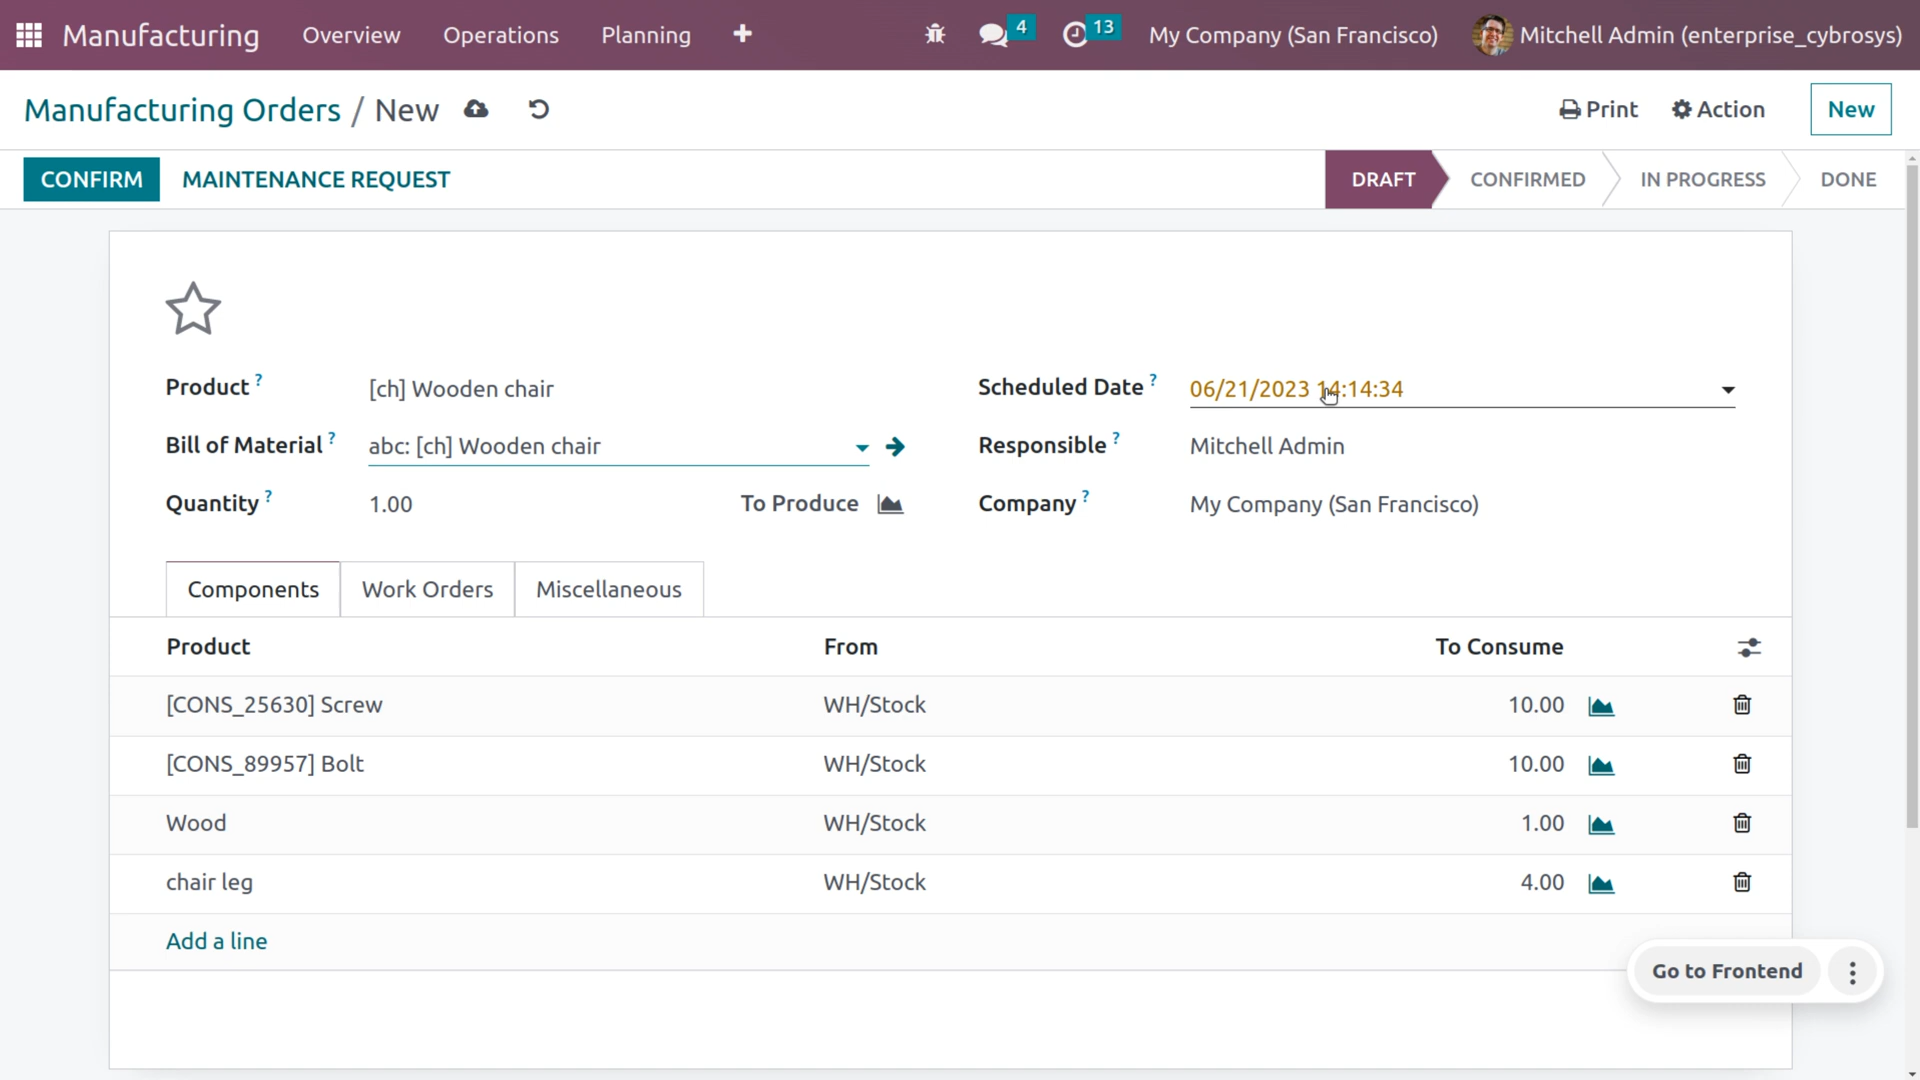 Manufacturing Overview Operations Planning 4 13 My Company (San Francisco) Mitchell Admin (enterprise_cybrosys)
Manufacturing Orders / New Print Action New
CONFIRM MAINTENANCE REQUEST DRAFT CONFIRMED IN PROGRESS DONE
Product ? [ch] Wooden chair Scheduled Date ? 06/21/2023 14:14:34
Bill of Material ? abc: [ch] Wooden chair Responsible ? Mitchell Admin
Quantity ? 1.00 To Produce Company ? My Company (San Francisco)
Components Work Orders Miscellaneous
Product From To Consume
[CONS_25630] Screw WH/Stock 10.00
[CONS_89957] Bolt WH/Stock 10.00
Wood WH/Stock 1.00
chair leg WH/Stock 4.00
Add a line
Go to Frontend